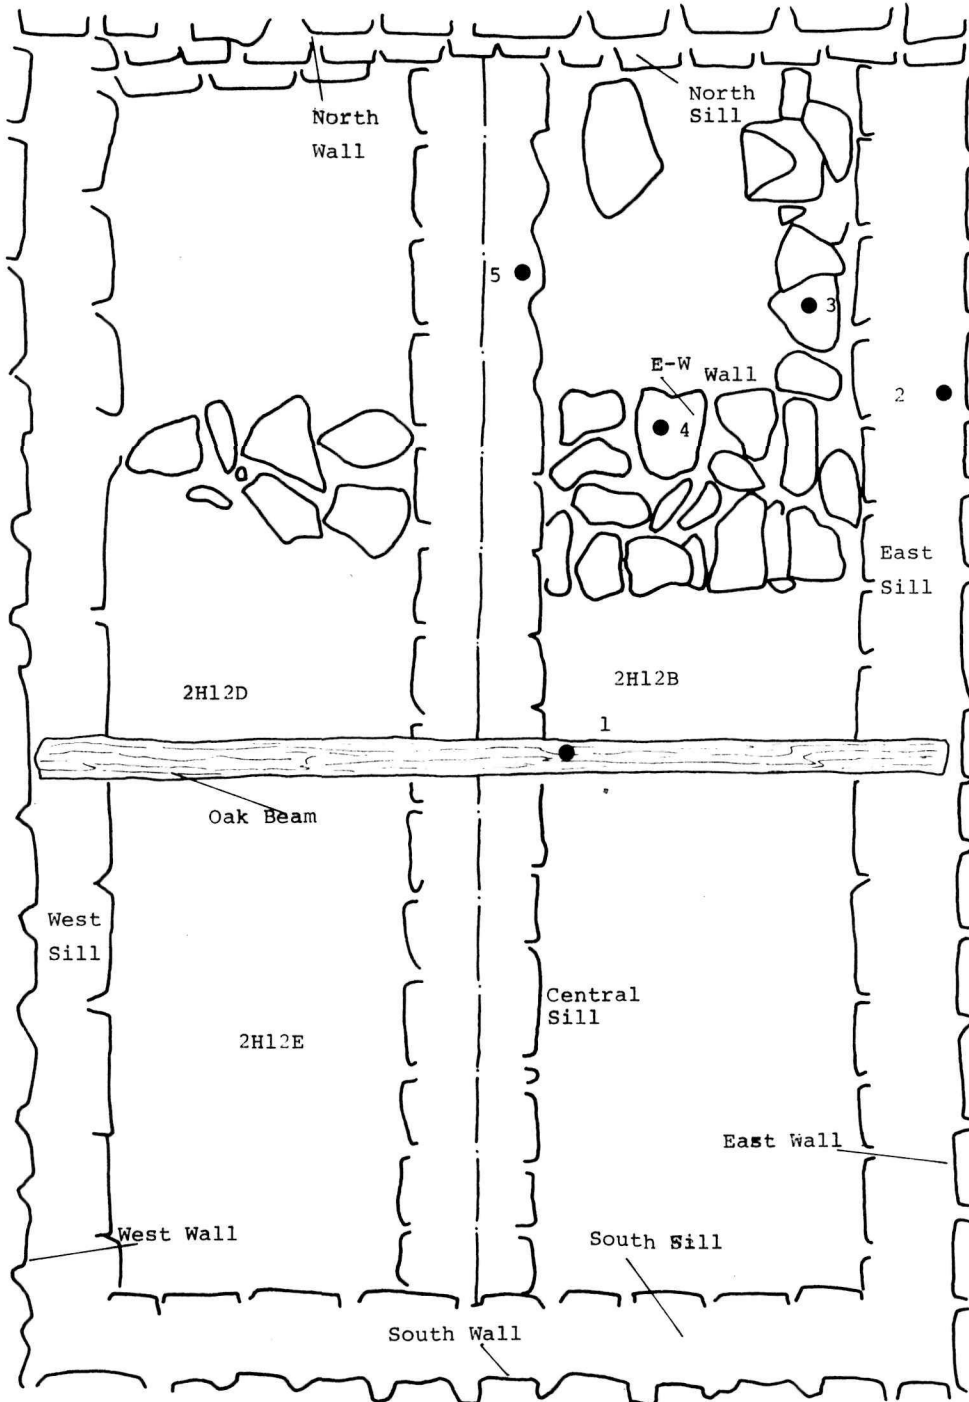 North
Wall
North
Sill
5
3
E-W Wall
2
4
East
Sill
2H12D
2H12B
1
Oak Beam
West
Sill
Central
Sill
2H12E
East Wall
West Wall
South Sill
South Wall